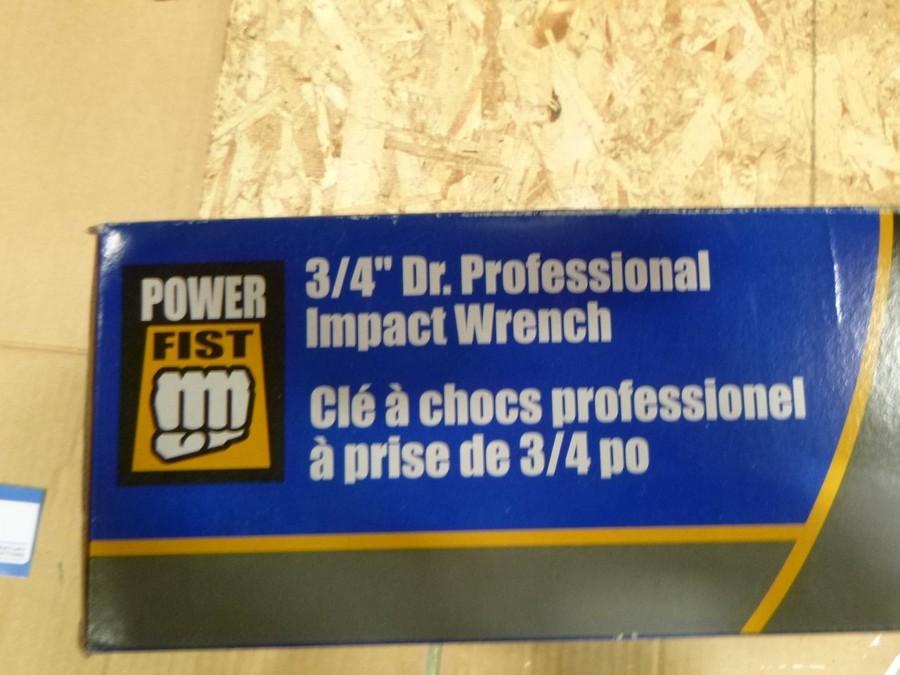 POWER
FIST
3/4" Dr. Professional
Impact Wrench
Clé à chocs professionel
à prise de 3/4 po